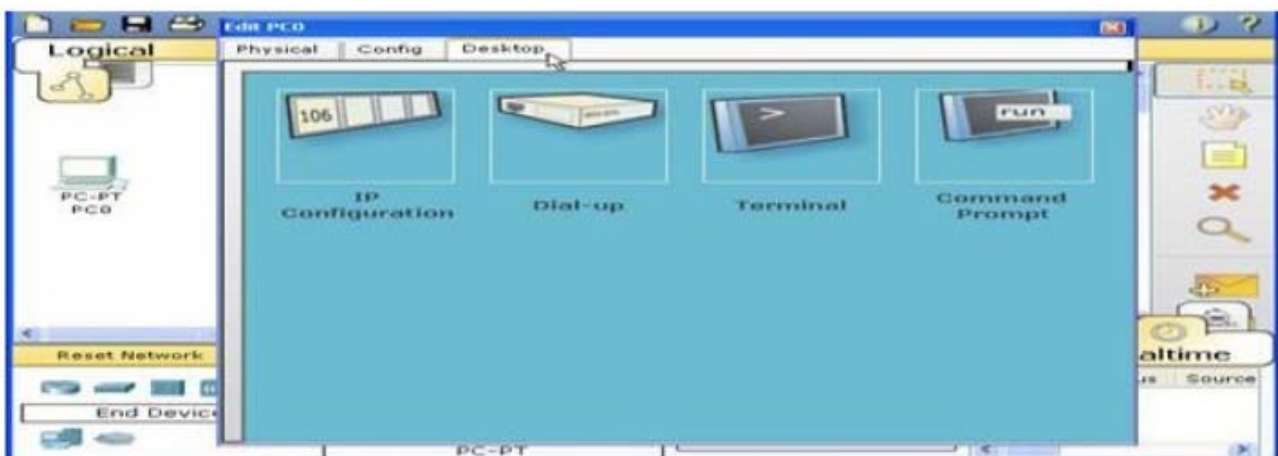 Edit PC0
Logical
Physical
Config
Desktop
106
>
run
IP
Configuration
Dial-up
Terminal
Command
Prompt
PC-PT
PC0
Reset Network
End Device
altime
us
Source
PC-PT